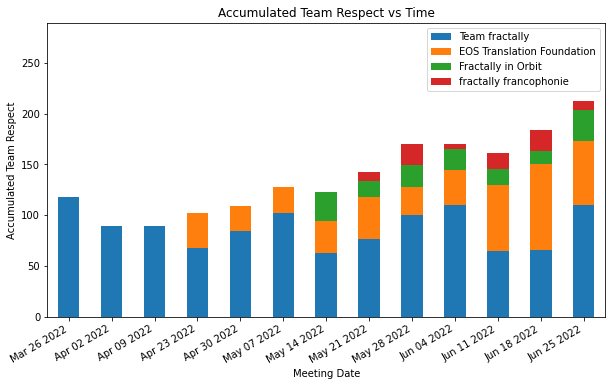 Accumulated Team Respect vs Time
Team fractally
EOS Translation Foundation
Fractally in Orbit
fractally francophonie
Accumulated Team Respect
250
200
150
100
50
0
Mar 26 2022
Apr 02 2022
Apr 09 2022
Apr 23 2022
Apr 30 2022
May 07 2022
May 14 2022
May 21 2022
May 28 2022
Jun 04 2022
Jun 11 2022
Jun 18 2022
Jun 25 2022
Meeting Date